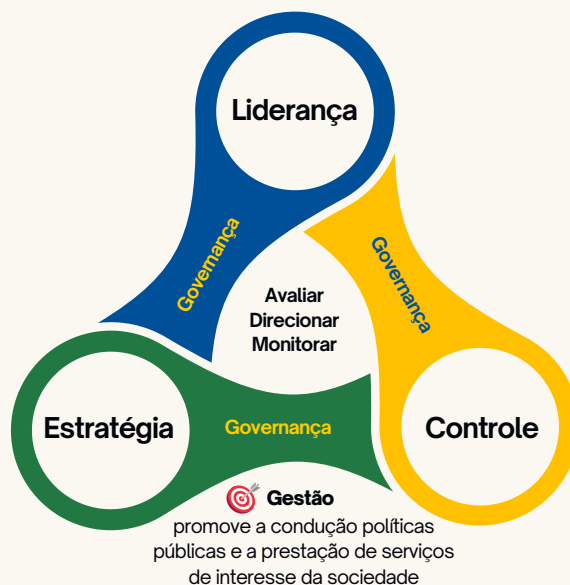 Liderança
Governança
Governança
Avaliar
Direcionar
Monitorar
Estratégia
Governança
Controle
Gestão
promove a condução políticas
públicas e a prestação de serviços
de interesse da sociedade